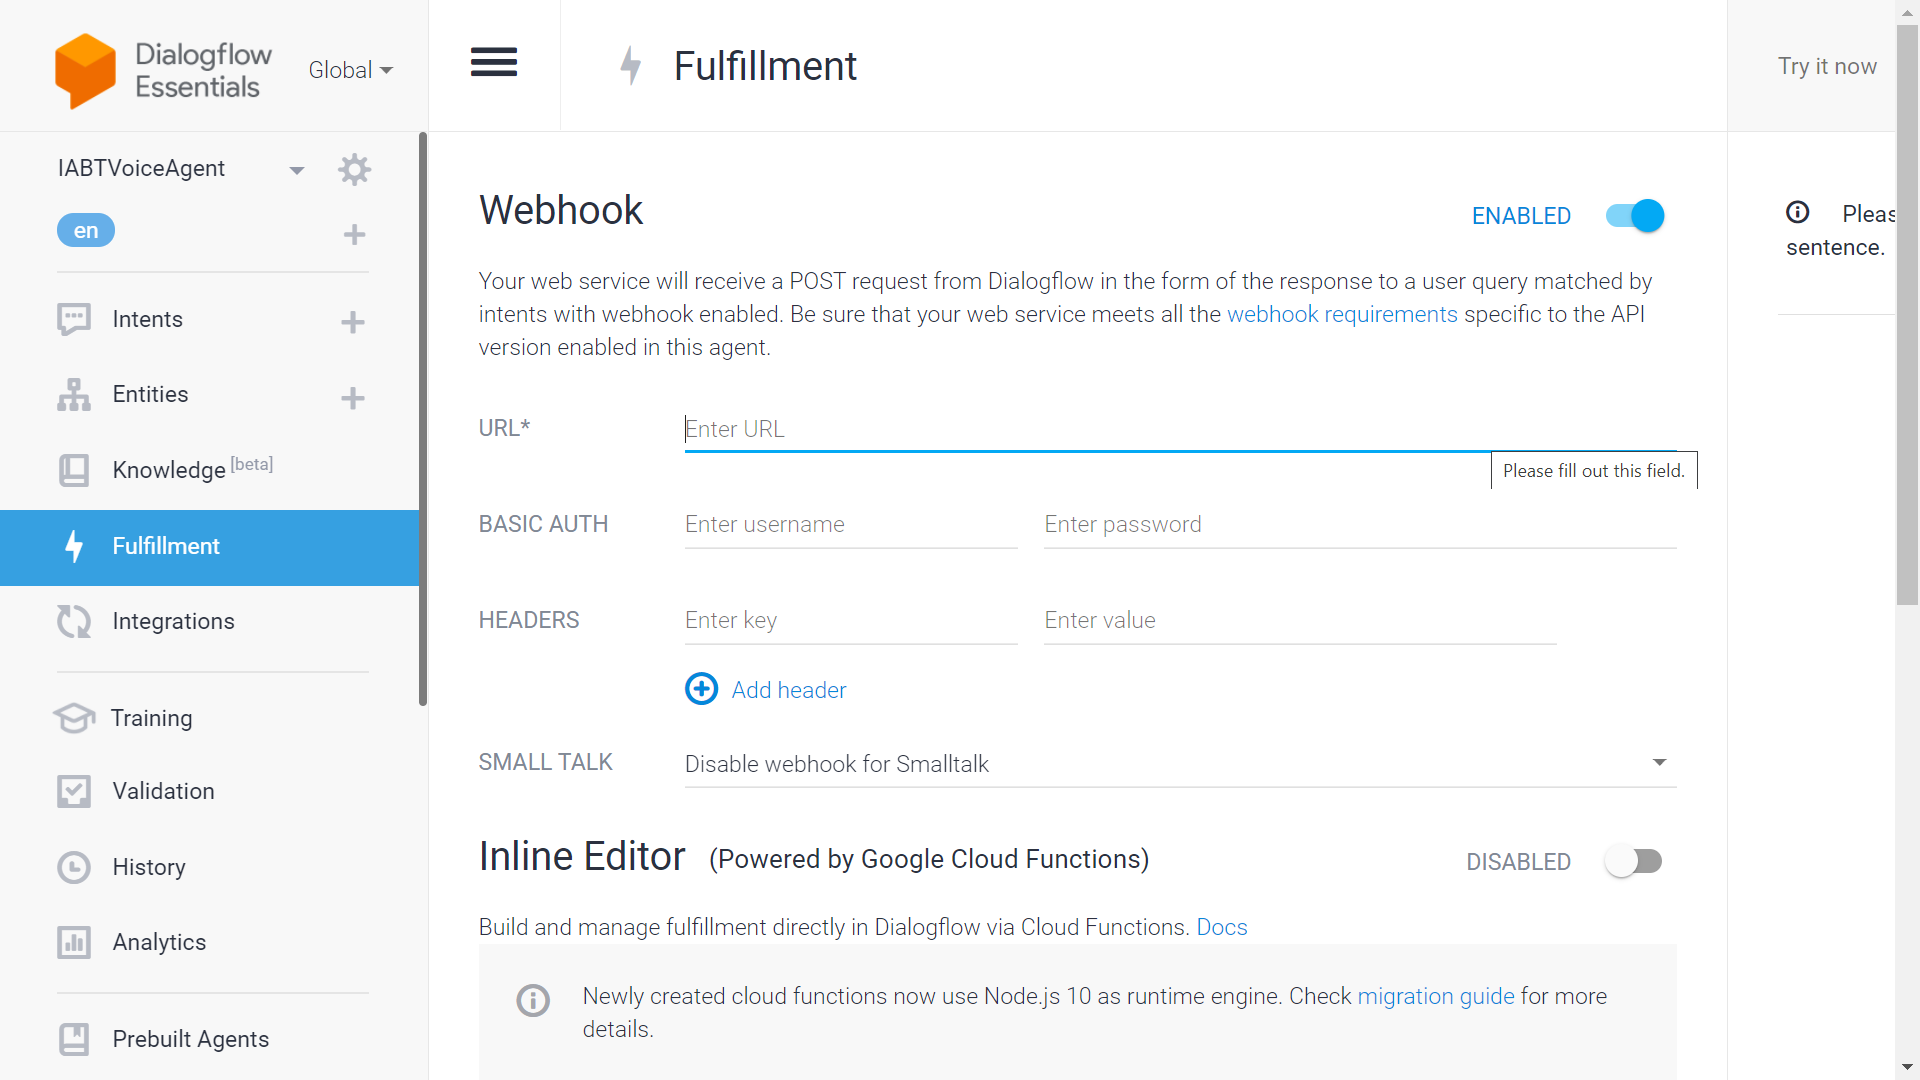 Dialogflow
Essentials
Global
Fulfillment
Try it now
IABTVoiceAgent
en
Intents
Entities
Knowledge [beta]
Fulfillment
Integrations
Training
Validation
History
Analytics
Prebuilt Agents
Webhook
ENABLED
Your web service will receive a POST request from Dialogflow in the form of the response to a user query matched by
intents with webhook enabled. Be sure that your web service meets all the webhook requirements specific to the API
version enabled in this agent.
URL*
Enter URL
Please fill out this field.
BASIC AUTH
Enter username
Enter password
HEADERS
Enter key
Enter value
Add header
SMALL TALK
Disable webhook for Smalltalk
Inline Editor (Powered by Google Cloud Functions)
DISABLED
Build and manage fulfillment directly in Dialogflow via Cloud Functions. Docs
Newly created cloud functions now use Node.js 10 as runtime engine. Check migration guide for more
details.
Pleas
sentence.